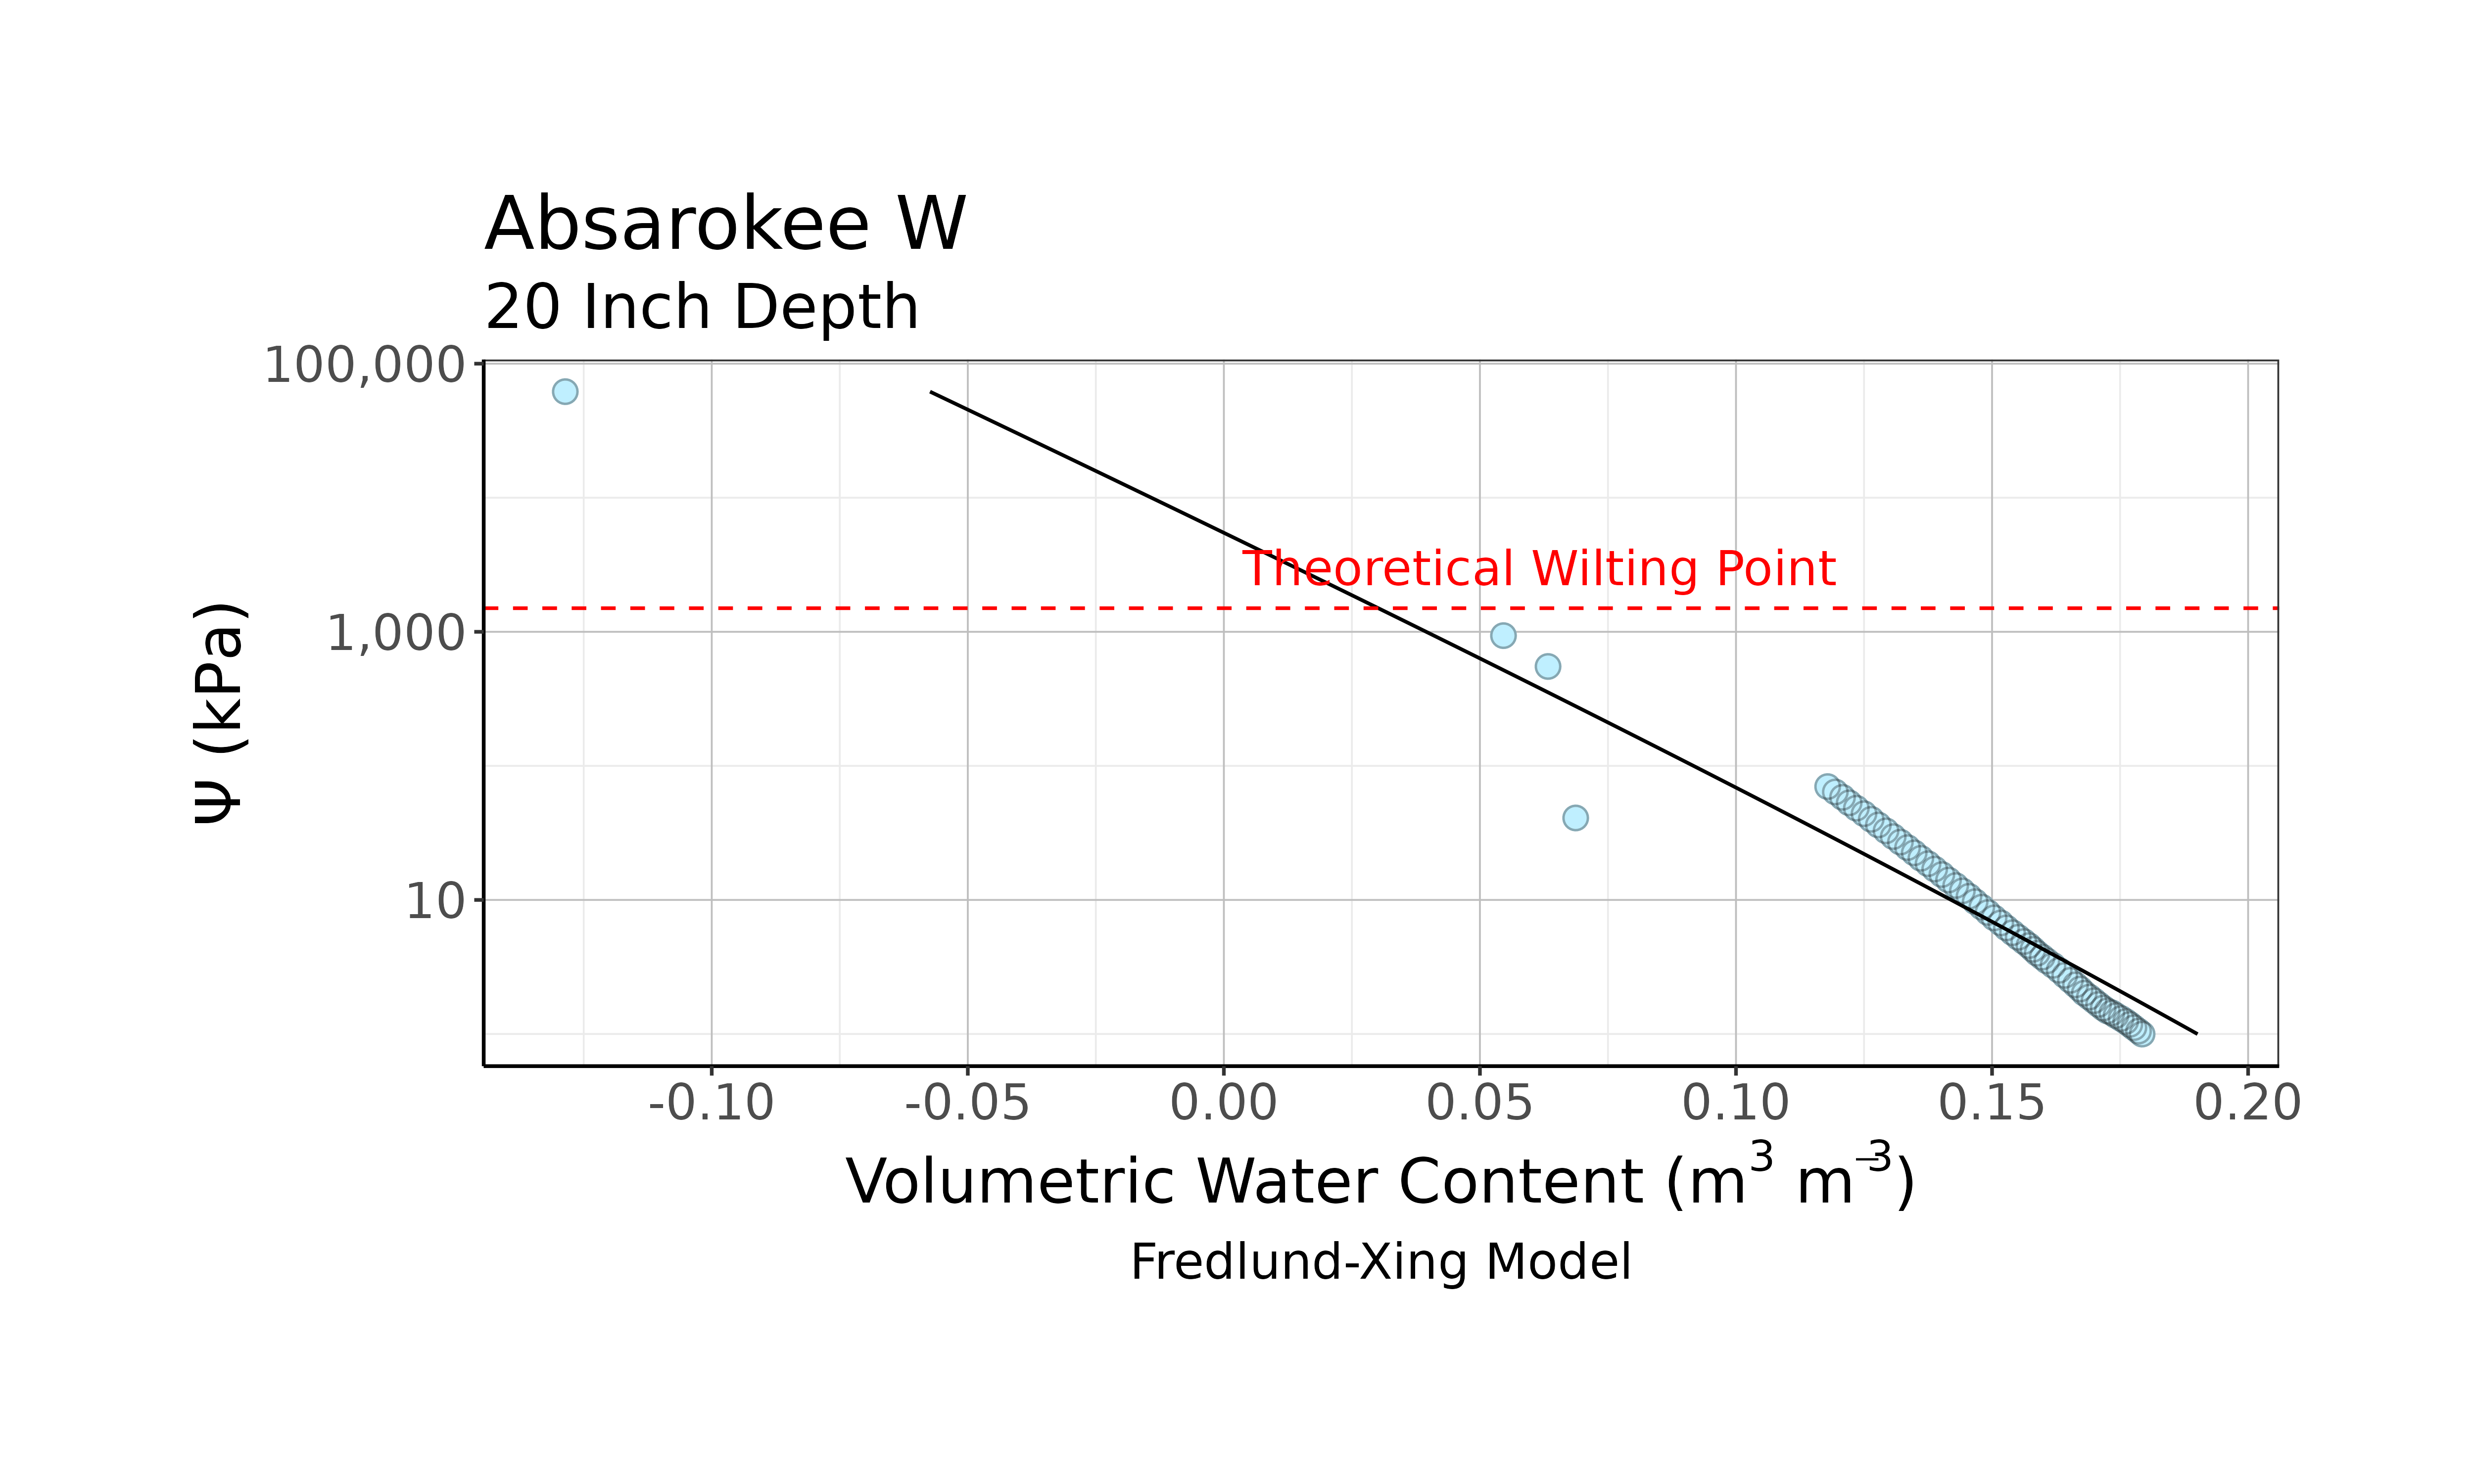 Absarokee W
20 Inch Depth
100,000
1,000
10
Ψ (kPa)
Theoretical Wilting Point
-0.10 -0.05 0.00 0.05 0.10 0.15 0.20
Volumetric Water Content (m³ m⁻³)
Fredlund-Xing Model